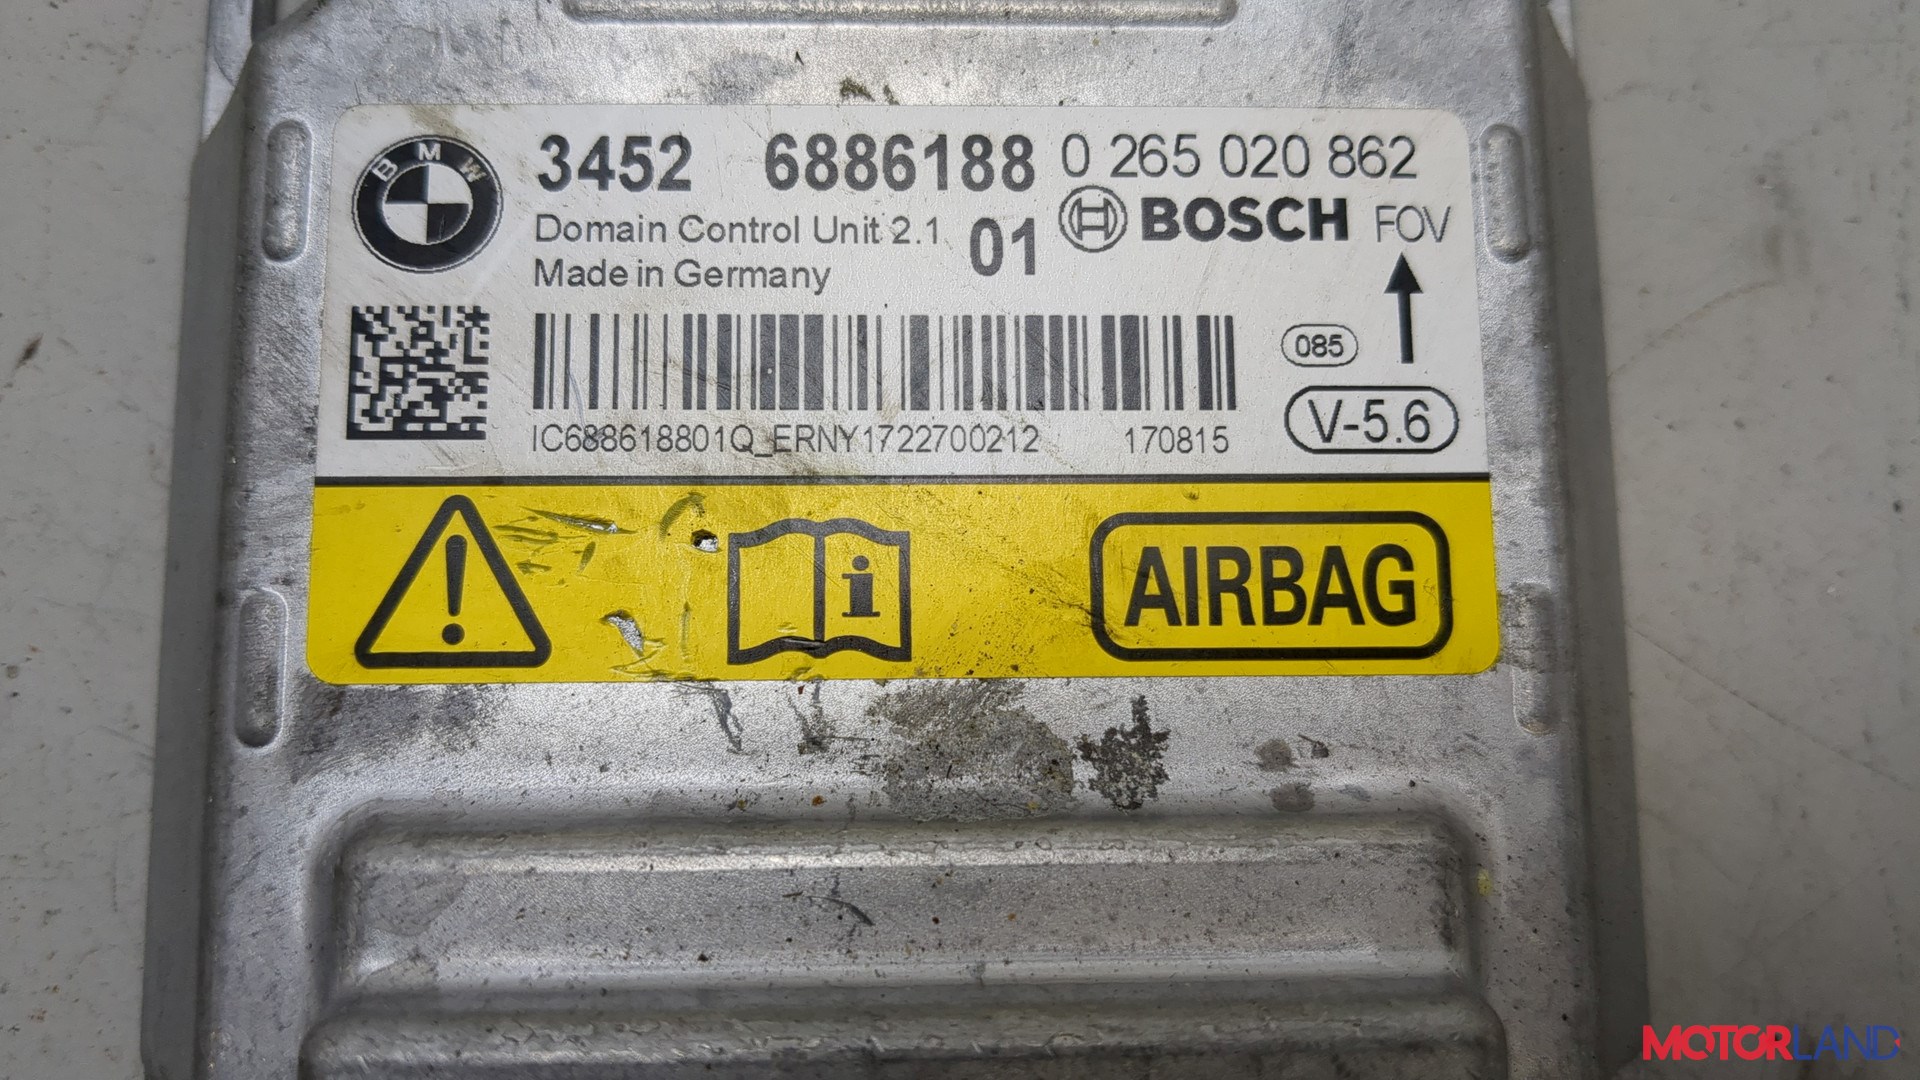 BMW
3452 6886188 0 265 020 862
Domain Control Unit 2.1 01 BOSCH FOV
Made in Germany
085
V-5.6
IC688618801Q_ERNY1722700212 170815
i
AIRBAG
MOTORLAND